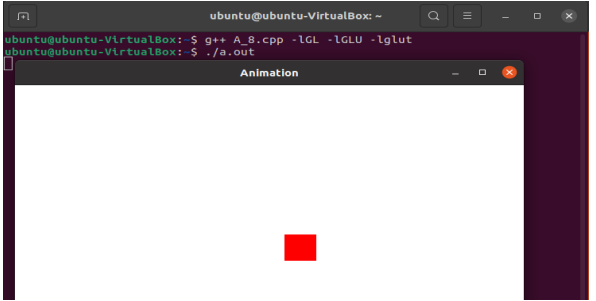 ubuntu@ubuntu-VirtualBox: ~
ubuntu@ubuntu-VirtualBox:~$ g++ A_8.cpp -lGL -lGLU -lglut
ubuntu@ubuntu-VirtualBox:~$ ./a.out
Animation